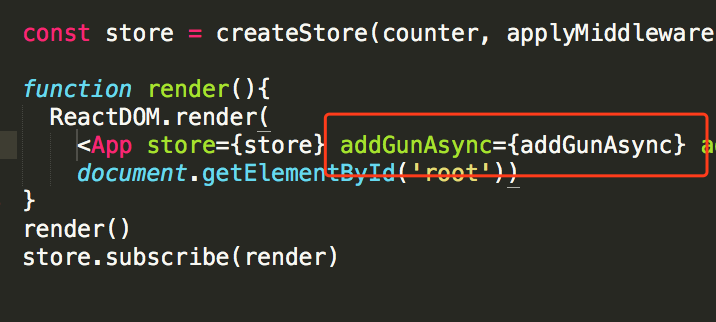 const store = createStore(counter, applyMiddleware
function render(){
ReactDOM.render(
<App store={store} addGunAsync={addGunAsync} a
document.getElementById('root'))
}
render()
store.subscribe(render)